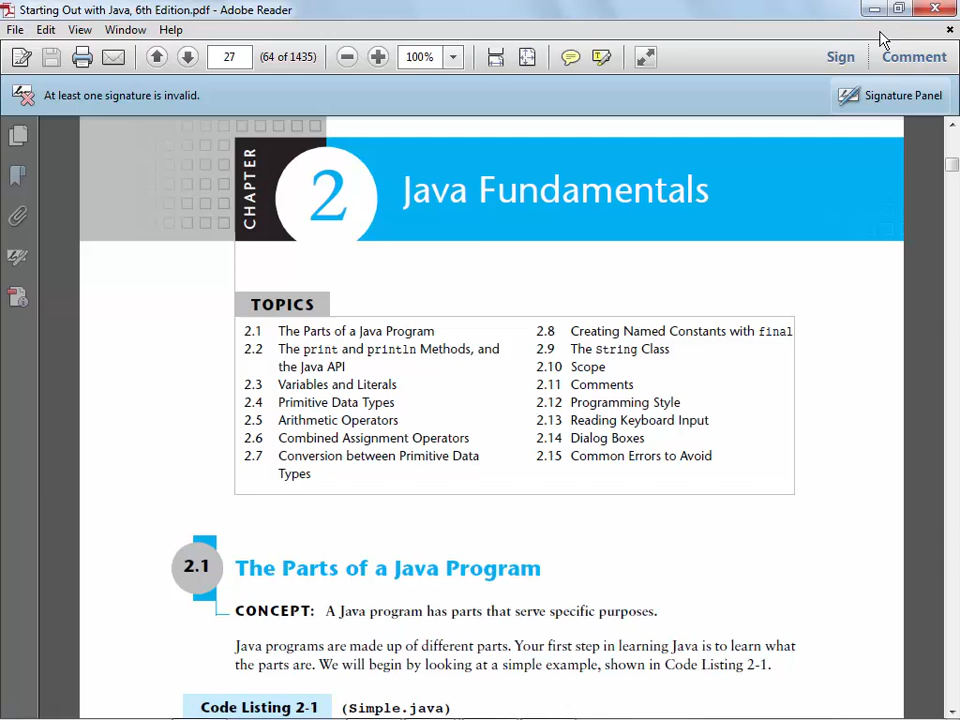 Starting Out with Java, 6th Edition.pdf - Adobe Reader
File Edit View Window Help
27 (64 of 1435) 100% Sign Comment
At least one signature is invalid. Signature Panel
CHAPTER 2 Java Fundamentals
TOPICS
2.1 The Parts of a Java Program
2.2 The print and println Methods, and
the Java API
2.3 Variables and Literals
2.4 Primitive Data Types
2.5 Arithmetic Operators
2.6 Combined Assignment Operators
2.7 Conversion between Primitive Data
Types
2.8 Creating Named Constants with final
2.9 The String Class
2.10 Scope
2.11 Comments
2.12 Programming Style
2.13 Reading Keyboard Input
2.14 Dialog Boxes
2.15 Common Errors to Avoid
2.1 The Parts of a Java Program
CONCEPT: A Java program has parts that serve specific purposes.
Java programs are made up of different parts. Your first step in learning Java is to learn what
the parts are. We will begin by looking at a simple example, shown in Code Listing 2-1.
Code Listing 2-1 (Simple.java)